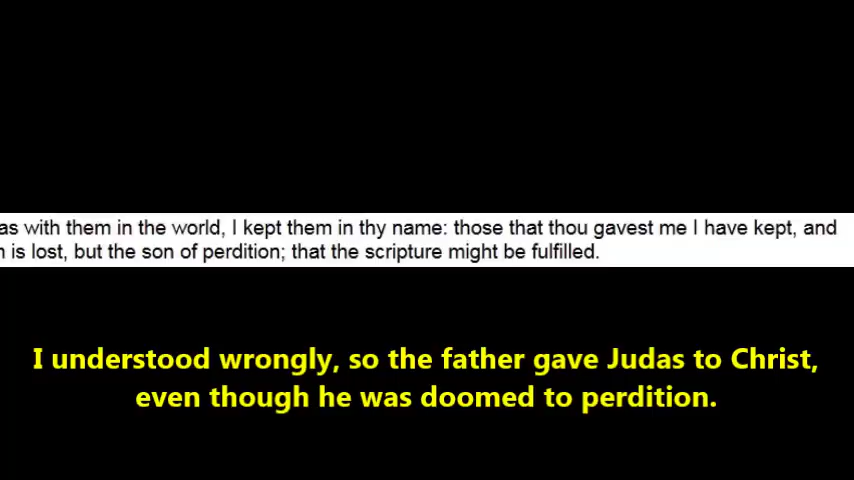 as with them in the world, I kept them in thy name: those that thou gavest me I have kept, and
is lost, but the son of perdition; that the scripture might be fulfilled.
I understood wrongly, so the father gave Judas to Christ,
even though he was doomed to perdition.